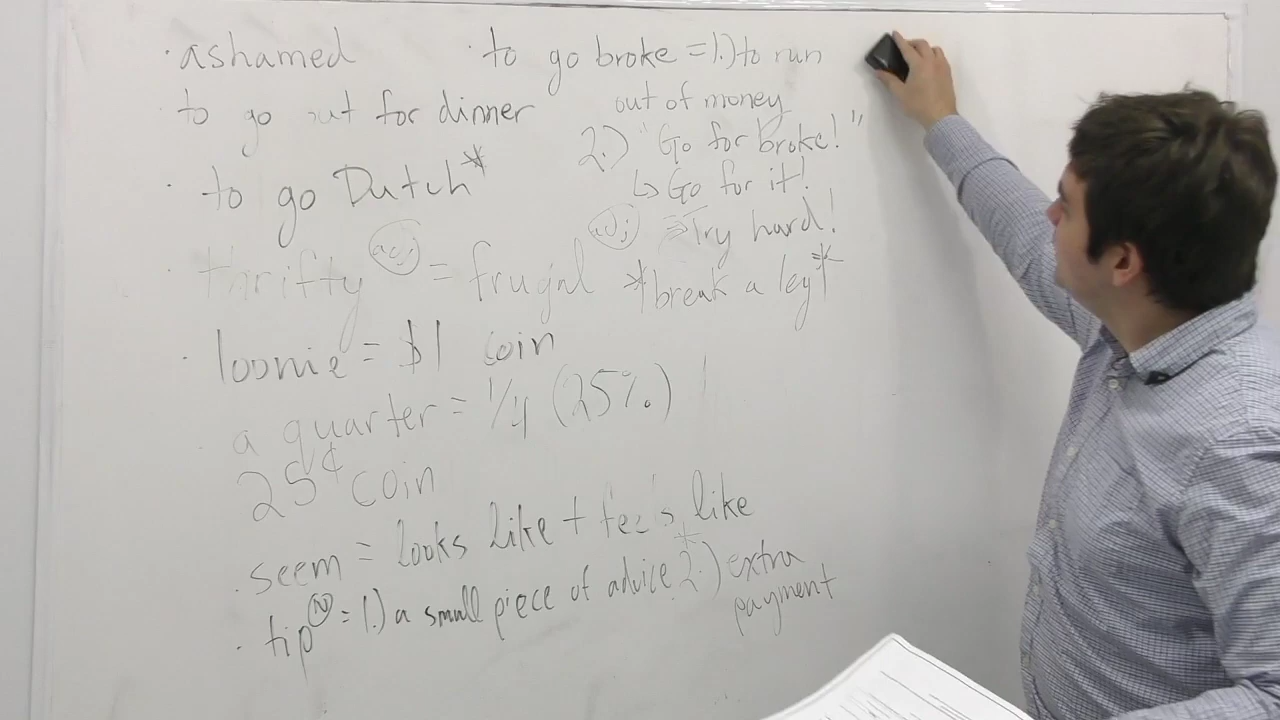 · ashamed
to go out for dinner
· to go Dutch*
· thrifty adj = frugal adj
· loonie = $1 coin
· a quarter = 1/4 (25%)
25¢ coin
· seem = looks like + feels like
· tip (N) = 1.) a small piece of advice 2.) extra
payment
· to go broke = 1.) to run
out of money
2.) "Go for broke!"
↳ Go for it!
⇒ Try hard!
*break a leg*